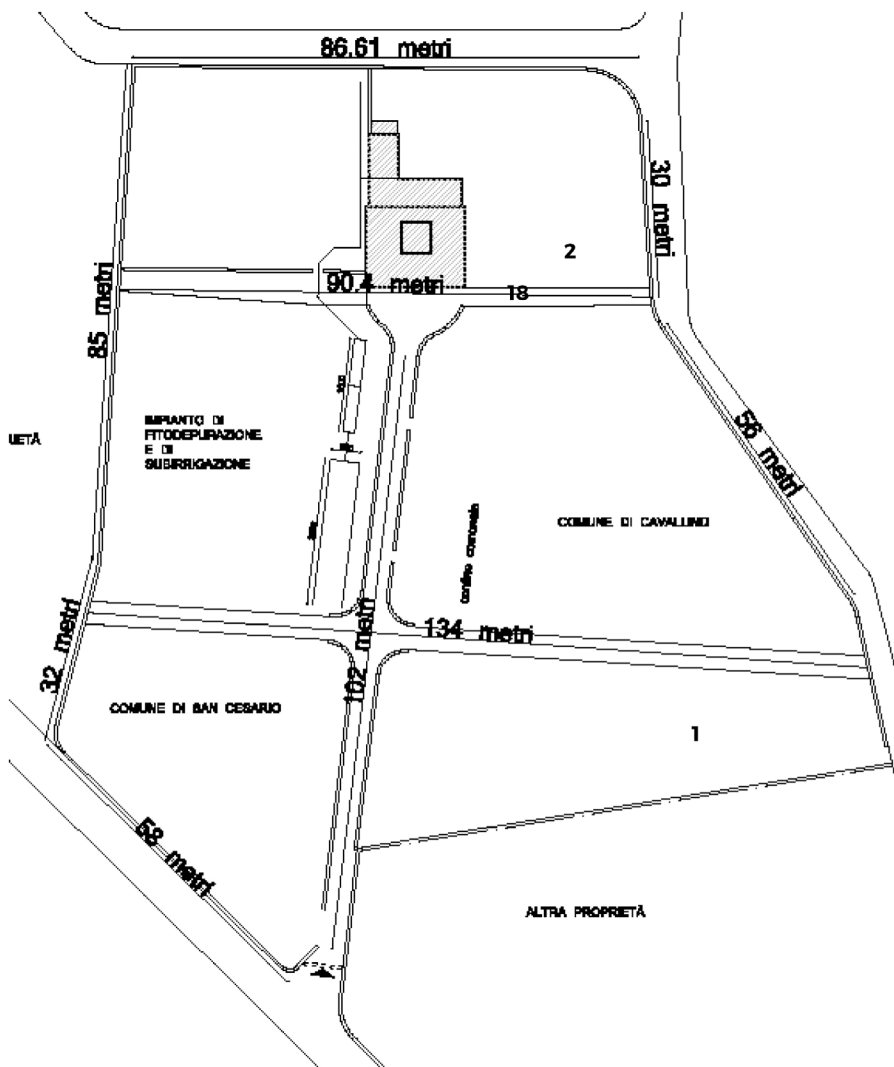 86.61 metri
30 metri
2
90.4 metri
18
85 metri
IMPIANTO DI
FITODEPURAZIONE
E DI
SUBIRRIGAZIONE
UETÀ
56 metri
COMUNE DI CAVALLINO
confine comunale
134 metri
102 metri
32 metri
COMUNE DI SAN CESARIO
1
58 metri
ALTRA PROPRIETÀ